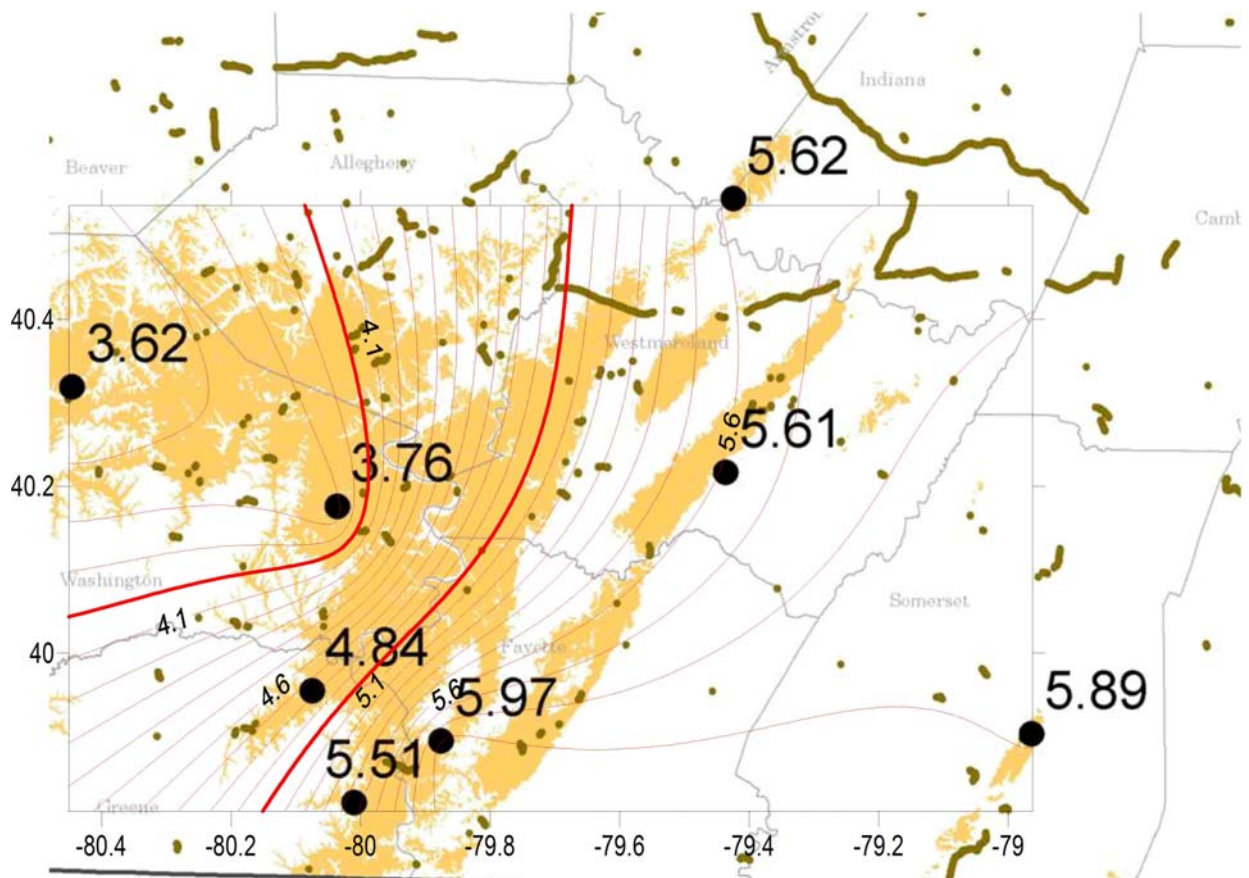 Armstrong
Indiana
5.62
Beaver
Allegheny
Camb
40.4
4.1
3.62
Westmoreland
5.6
5.61
3.76
40.2
Washington
4.1
Somerset
40
4.84
Fayette
4.6
5.1
5.6
5.97
5.89
5.51
Greene
-80.4
-80.2
-80
-79.8
-79.6
-79.4
-79.2
-79